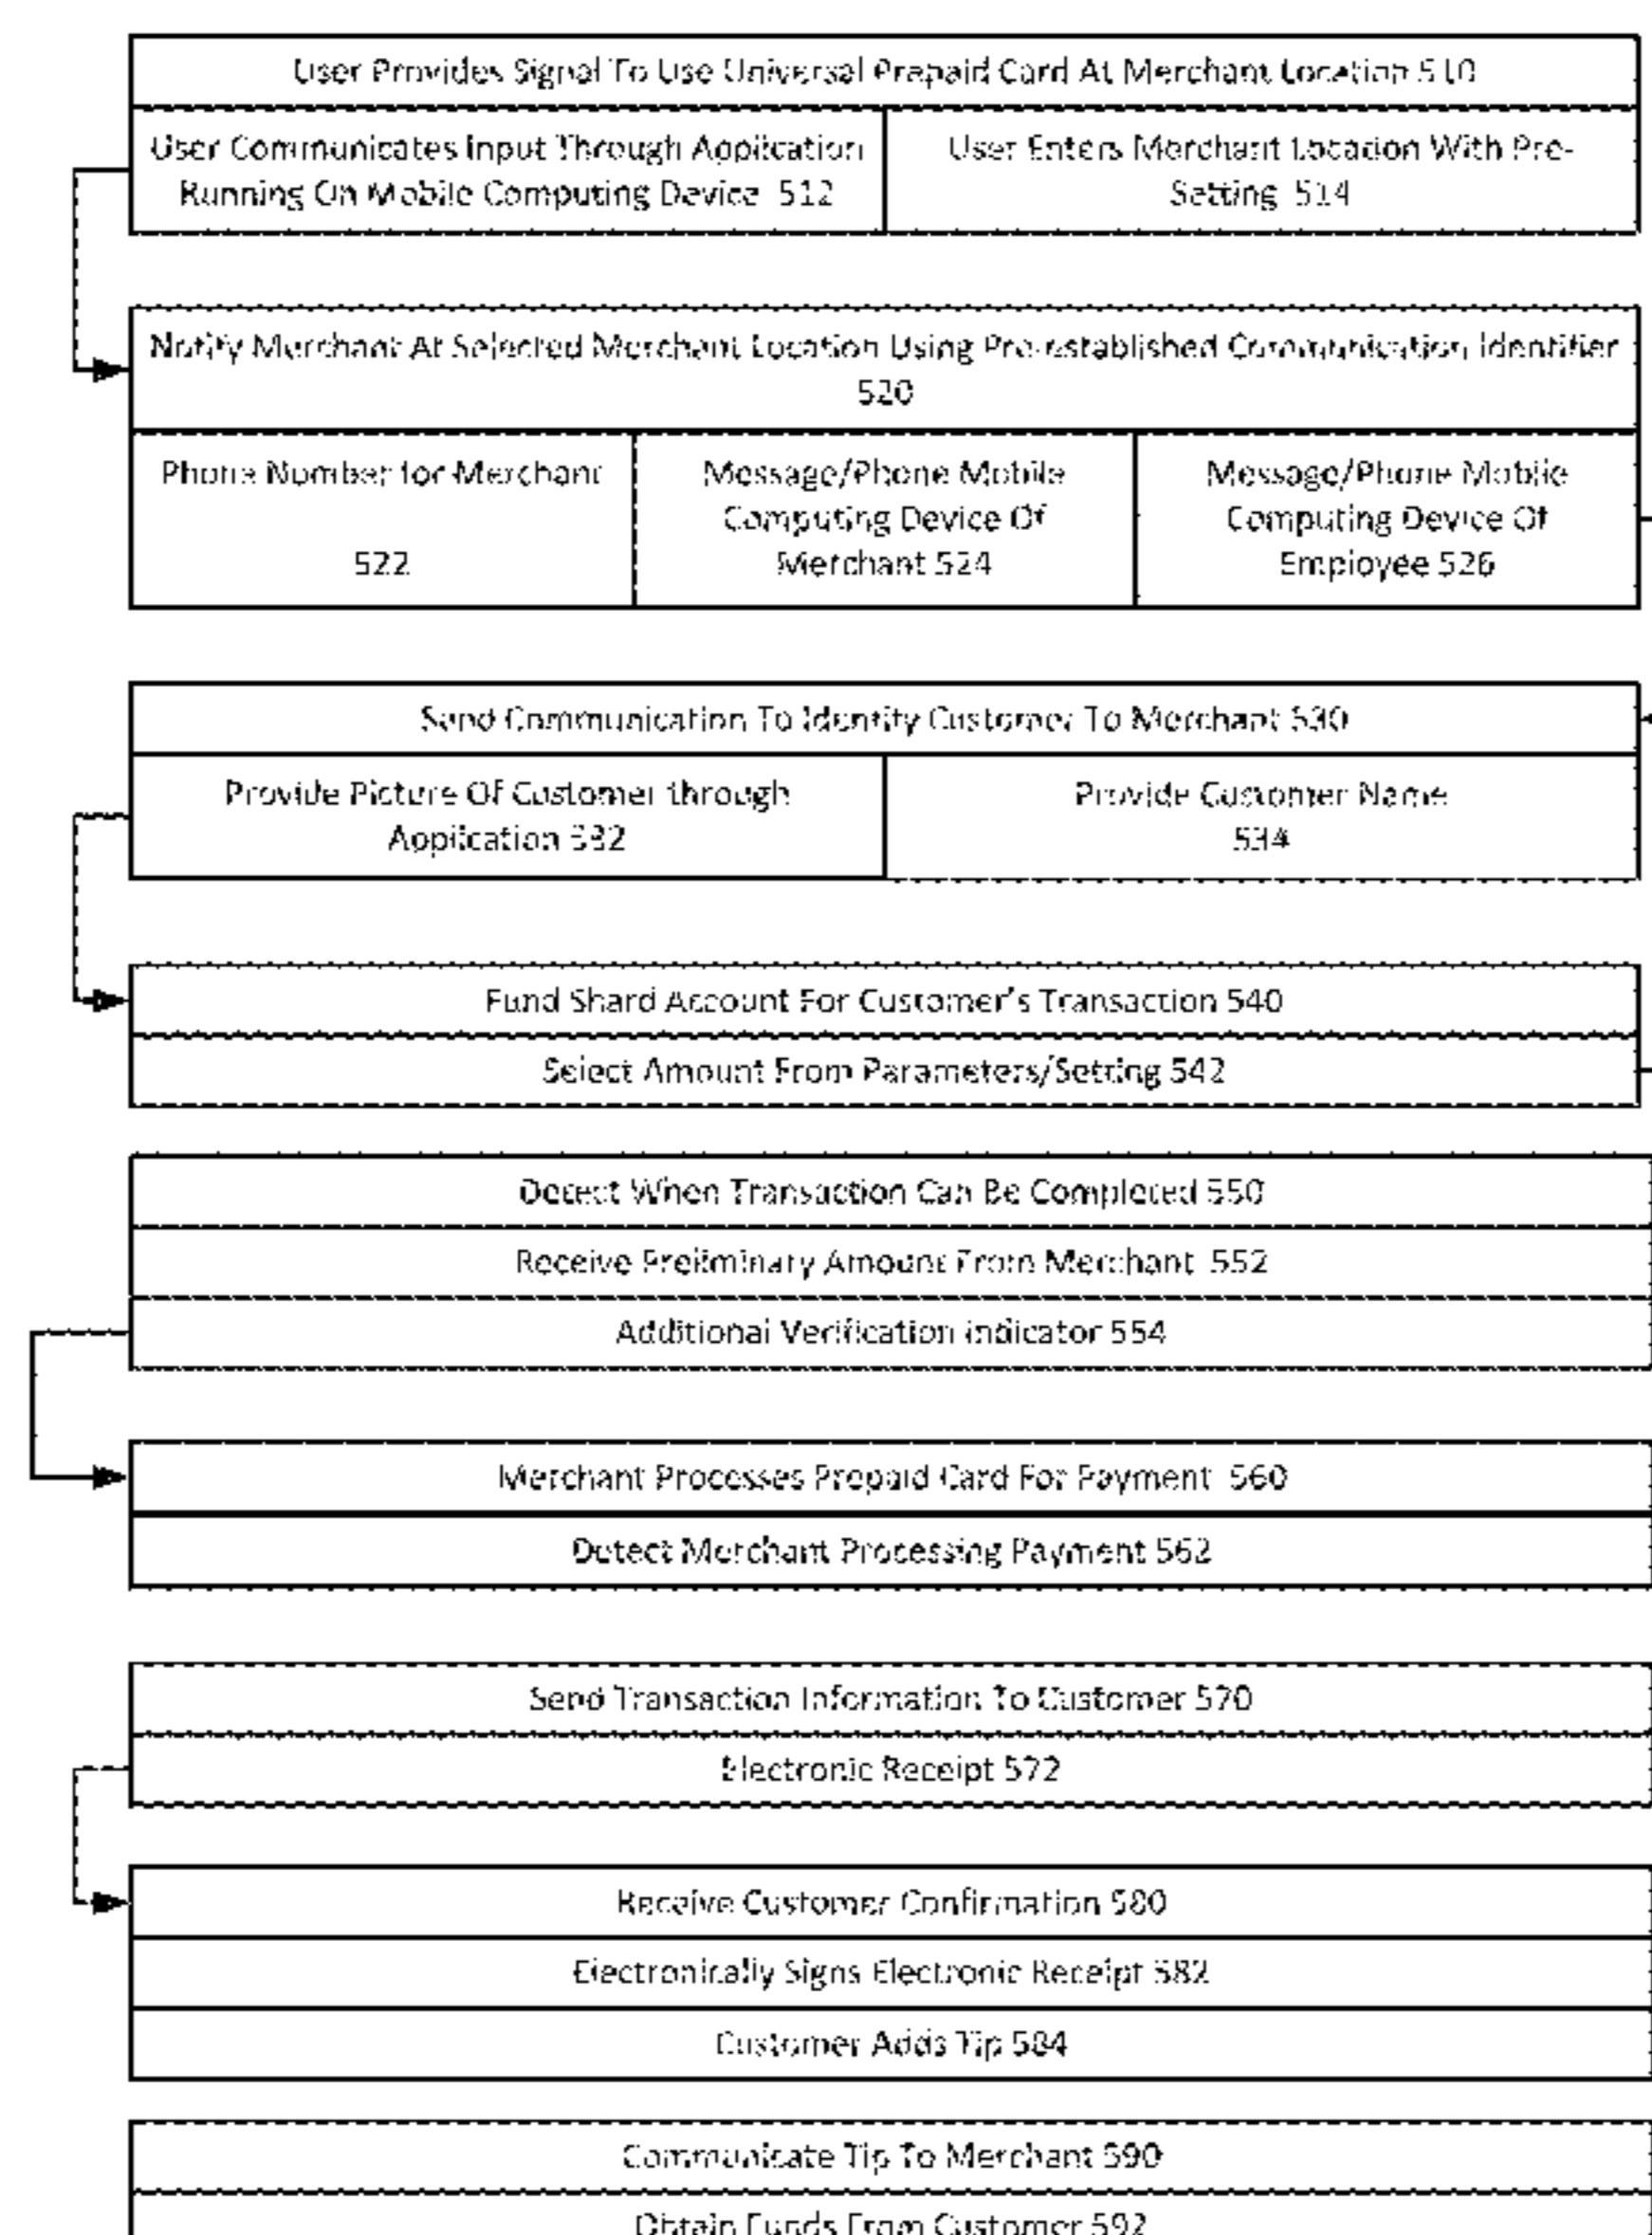 User Provides Signal To Use Universal Prepaid Card At Merchant Location 510
User Communicates Input Through Application
Running On Mobile Computing Device 512
User Enters Merchant Location With Pre-
Setting 514
Notify Merchant At Selected Merchant Location Using Pre-established Communication Identifier
520
Phone Number for Merchant
522
Message/Phone Mobile
Computing Device Of
Merchant 524
Message/Phone Mobile
Computing Device Of
Employee 526
Send Communication To Identify Customer To Merchant 530
Provide Picture Of Customer through
Application 532
Provide Customer Name
534
Fund Shard Account For Customer's Transaction 540
Select Amount From Parameters/Setting 542
Detect When Transaction Can Be Completed 550
Receive Preliminary Amount From Merchant 552
Additional Verification indicator 554
Merchant Processes Prepaid Card For Payment 560
Detect Merchant Processing Payment 562
Send Transaction Information To Customer 570
Electronic Receipt 572
Receive Customer Confirmation 580
Electronically Signs Electronic Receipt 582
Customer Adds Tip 584
Communicate Tip To Merchant 590
Obtain Funds From Customer 592